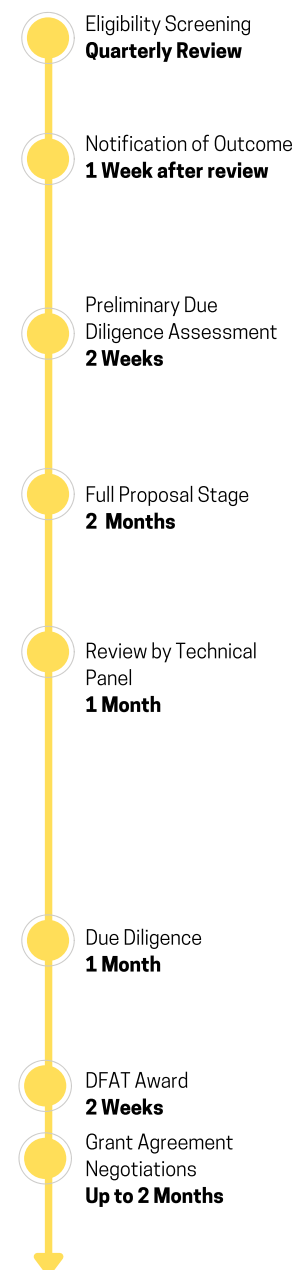 Eligibility Screening
Quarterly Review
Notification of Outcome
1 Week after review
Preliminary Due
Diligence Assessment
2 Weeks
Full Proposal Stage
2 Months
Review by Technical
Panel
1 Month
Due Diligence
1 Month
DFAT Award
2 Weeks
Grant Agreement
Negotiations
Up to 2 Months